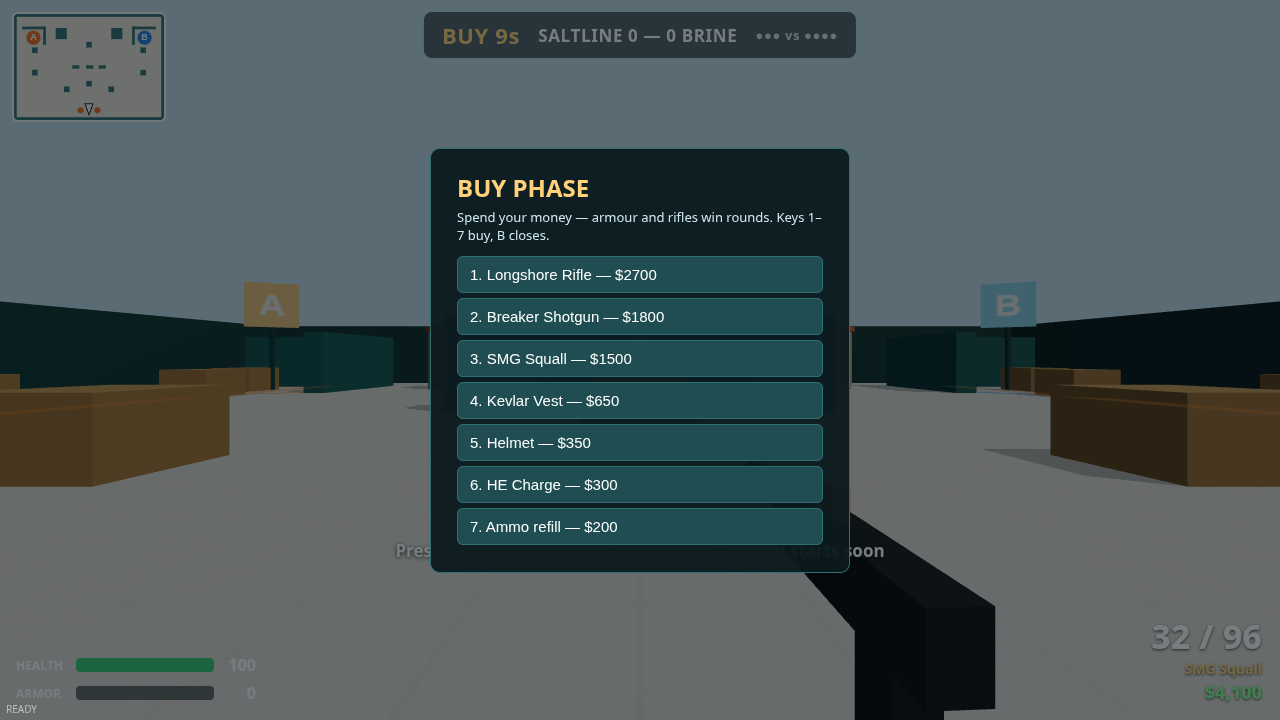 A
B
BUY 9s SALTLINE 0 — 0 BRINE ●●● vs ●●●●
BUY PHASE
Spend your money — armour and rifles win rounds. Keys 1–
7 buy, B closes.
1. Longshore Rifle — $2700
A
B
2. Breaker Shotgun — $1800
3. SMG Squall — $1500
4. Kevlar Vest — $650
5. Helmet — $350
6. HE Charge — $300
7. Ammo refill — $200
starts soon
32 / 96
HEALTH 100
SMG Squall
ARMOR 0
$4,100
READY